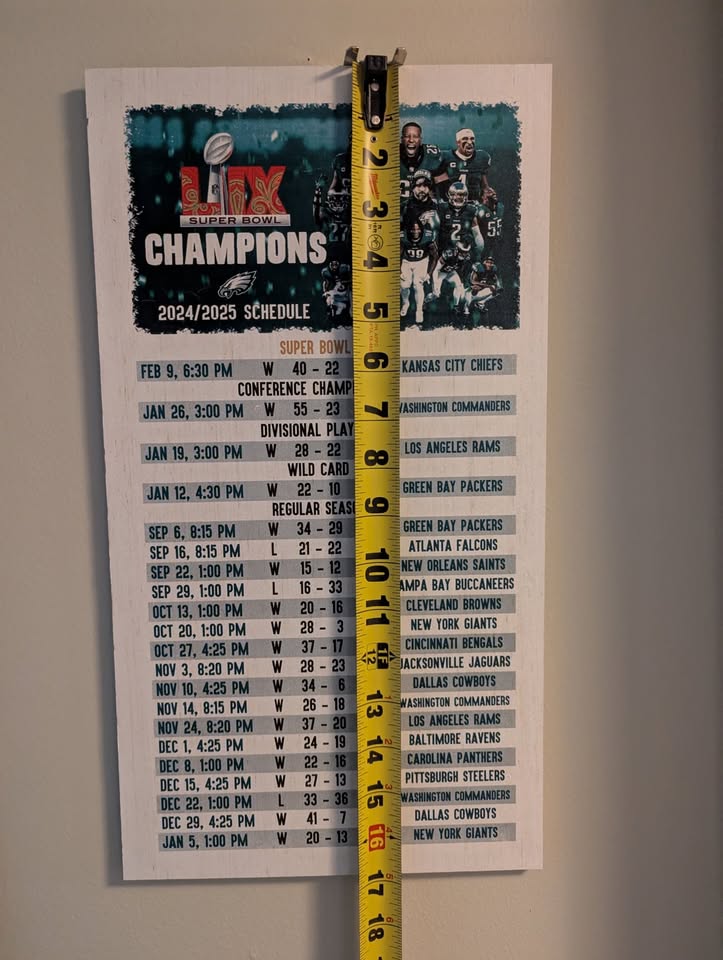 LIX
SUPER BOWL
CHAMPIONS
2024/2025 SCHEDULE
SUPER BOWL
FEB 9, 6:30 PM W 40 - 22 KANSAS CITY CHIEFS
CONFERENCE CHAMP
JAN 26, 3:00 PM W 55 - 23 WASHINGTON COMMANDERS
DIVISIONAL PLAY
JAN 19, 3:00 PM W 28 - 22 LOS ANGELES RAMS
WILD CARD
JAN 12, 4:30 PM W 22 - 10 GREEN BAY PACKERS
REGULAR SEAS
SEP 6, 8:15 PM W 34 - 29 GREEN BAY PACKERS
SEP 16, 8:15 PM L 21 - 22 ATLANTA FALCONS
SEP 22, 1:00 PM W 15 - 12 NEW ORLEANS SAINTS
SEP 29, 1:00 PM L 16 - 33 AMPA BAY BUCCANEERS
OCT 13, 1:00 PM W 20 - 16 CLEVELAND BROWNS
OCT 20, 1:00 PM W 28 - 3 NEW YORK GIANTS
OCT 27, 4:25 PM W 37 - 17 CINCINNATI BENGALS
NOV 3, 8:20 PM W 28 - 23 JACKSONVILLE JAGUARS
NOV 10, 4:25 PM W 34 - 6 DALLAS COWBOYS
NOV 14, 8:15 PM W 26 - 18 WASHINGTON COMMANDERS
NOV 24, 8:20 PM W 37 - 20 LOS ANGELES RAMS
DEC 1, 4:25 PM W 24 - 19 BALTIMORE RAVENS
DEC 8, 1:00 PM W 22 - 16 CAROLINA PANTHERS
DEC 15, 4:25 PM W 27 - 13 PITTSBURGH STEELERS
DEC 22, 1:00 PM L 33 - 36 WASHINGTON COMMANDERS
DEC 29, 4:25 PM W 41 - 7 DALLAS COWBOYS
JAN 5, 1:00 PM W 20 - 13 NEW YORK GIANTS
2
3
4
5
6
7
8
9
10
11
12 1F
13
14
15
16
17
18